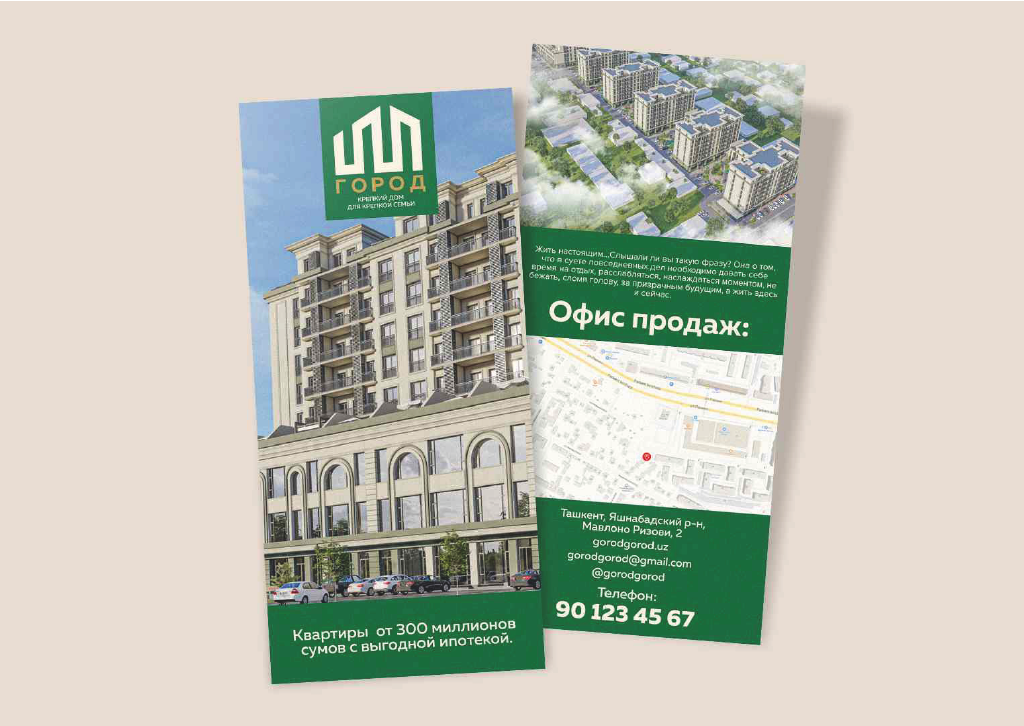 ГОРОД
КРЕПКИЙ ДОМ
ДЛЯ КРЕПКОЙ СЕМЬИ
Квартиры от 300 миллионов
сумов с выгодной ипотекой.
Жить настоящим...Слышали ли вы такую фразу? Она о том,
что в суете повседневных дел необходимо давать себе
время на отдых, расслабляться, наслаждаться моментом, не
бежать, сломя голову, за призрачным будущим, а жить здесь
и сейчас.
Офис продаж:
Ташкент, Яшнабадский р-н,
Мавлоно Ризови, 2
gorodgorod.uz
gorodgorod@gmail.com
@gorodgorod
Телефон:
90 123 45 67